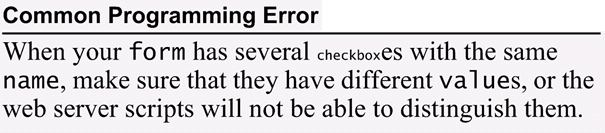 Common Programming Error
When your form has several checkboxes with the same
name, make sure that they have different values, or the
web server scripts will not be able to distinguish them.